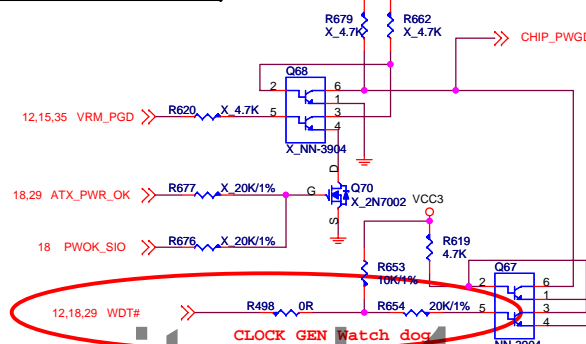 R679 R662
X_4.7K X_4.7K
CHIP_PWGD
Q68
2 6
1
12,15,35 VRM_PGD R620 X_4.7K 5 3
4
X_NN-3904
D
18,29 ATX_PWR_OK R677 X_20K/1% G Q70
X_2N7002
VCC3
S
18 PWOK_SIO R676 X_20K/1% R619
4.7K
R653 Q67
10K/1% 2 6
1
12,18,29 WDT# R498 0R R654 20K/1% 5 3
4
CLOCK GEN Watch dog
NN-3904